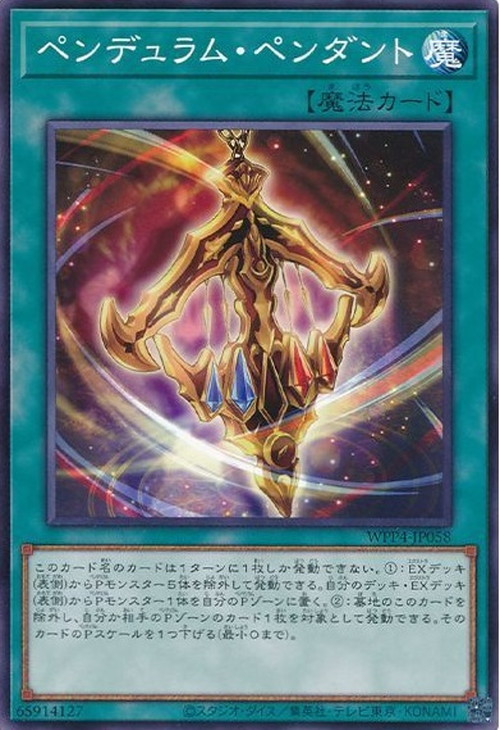 ペンデュラム・ペンダント
魔
【魔法カード】
WPP4-JP058
このカード名のカードは1ターンに1枚しか発動できない。①:EXデッキ
(表側)からPモンスター5体を除外して発動できる。自分のデッキ・EXデッキ
(表側)からPモンスター1体を自分のPゾーンに置く。②:墓地のこのカードを
除外し、自分か相手のPゾーンのカード1枚を対象として発動できる。その
カードのPスケールを1つ下げる(最小0まで)。
65914127 ©スタジオ・ダイス/集英社・テレビ東京・KONAMI